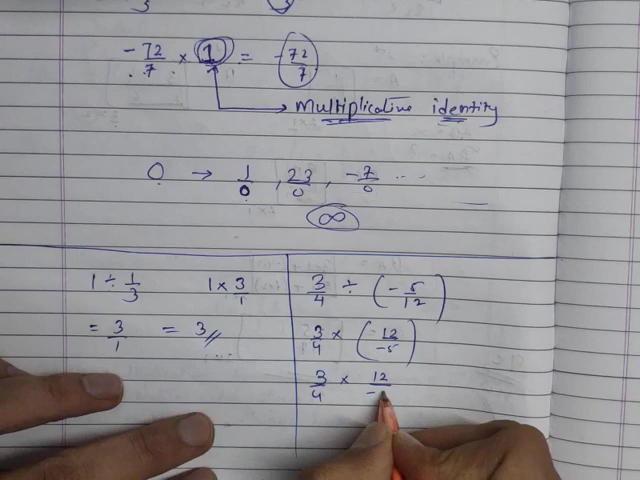 -72/7 × 1 = -72/7
multiplicative identity
0 → 1/0 , 23/0 , -7/0 ...
∞
1 ÷ 1/3 1 × 3/1
= 3/1 = 3
3/4 ÷ (-5/12)
3/4 × (12/-5)
3/4 × 12/-